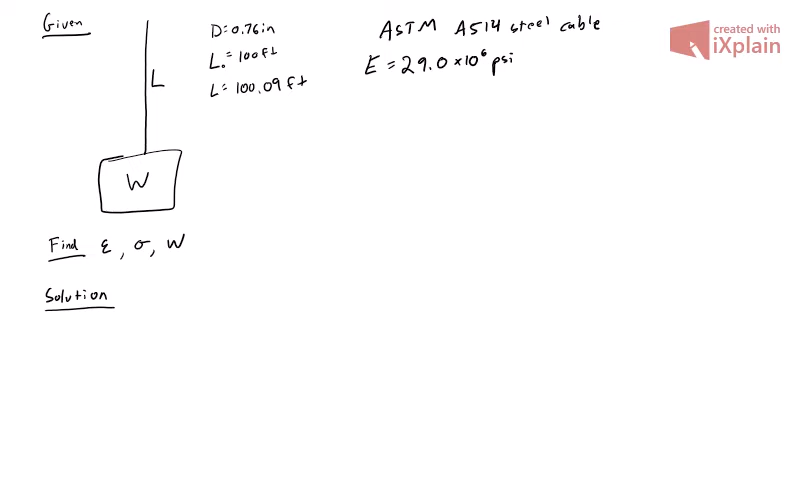 Given
D=0.76in
L₀=100ft
L=100.09ft
ASTM A514 steel cable
E=29.0×10⁶psi
created with
iXplain
L
W
Find ε, σ, W
Solution